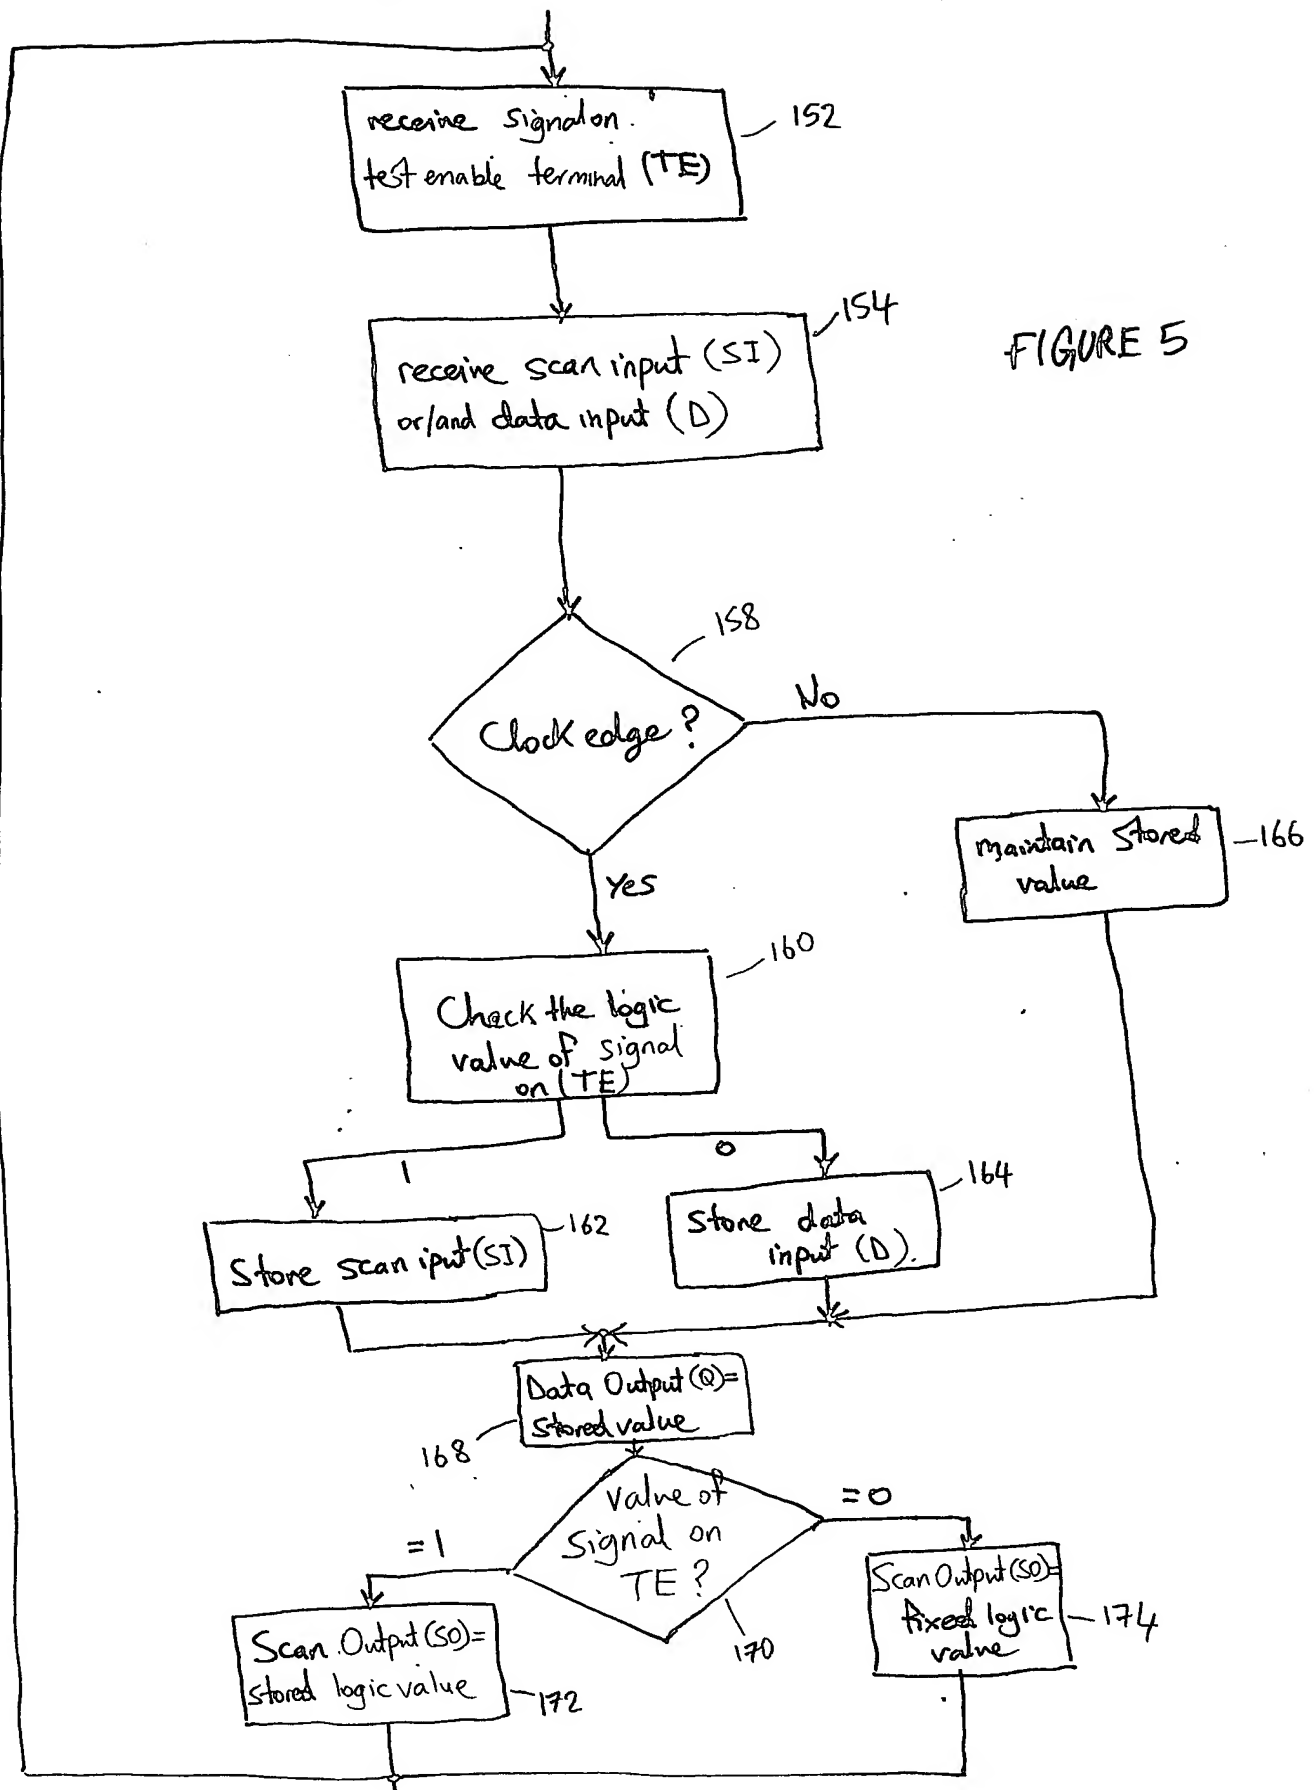 receive signal on.
test enable terminal (TE)
152
receive scan input (SI)
or/and data input (D)
154
FIGURE 5
Clock edge?
158
No
Yes
maintain stored
value
166
Check the logic
value of signal
on (TE)
160
1
0
Store scan iput (SI)
162
Store data
input (D).
164
Data Output (Q)=
stored value
168
value of
signal on
TE?
170
=1
=0
Scan Output (SO)=
stored logic value
172
Scan Output (SO)=
fixed logic
value
174